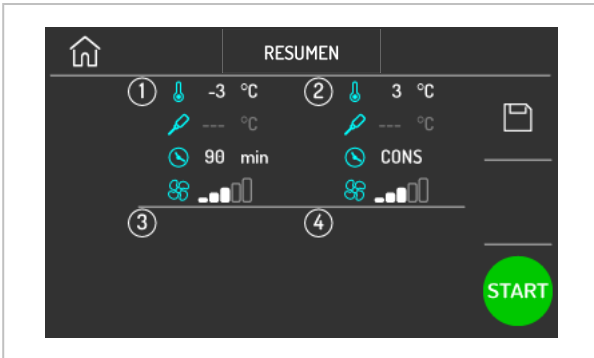 RESUMEN
1 -3 °C 2 3 °C
--- °C --- °C
90 min CONS
3 4
START